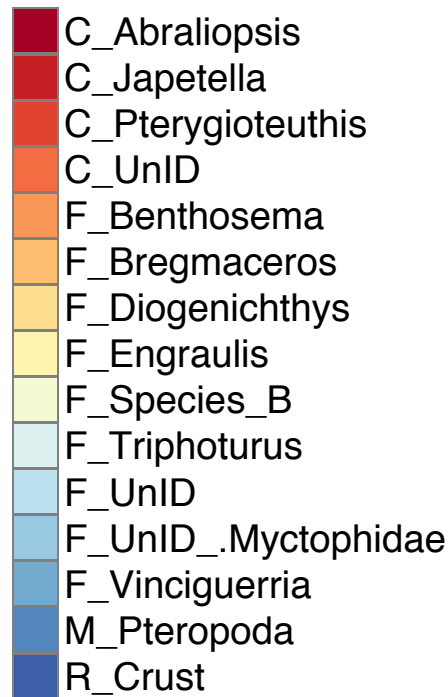 C_Abraliopsis
C_Japetella
C_Pterygioteuthis
C_UnID
F_Benthosema
F_Bregmaceros
F_Diogenichthys
F_Engraulis
F_Species_B
F_Triphoturus
F_UnID
F_UnID_.Myctophidae
F_Vinciguerria
M_Pteropoda
R_Crust